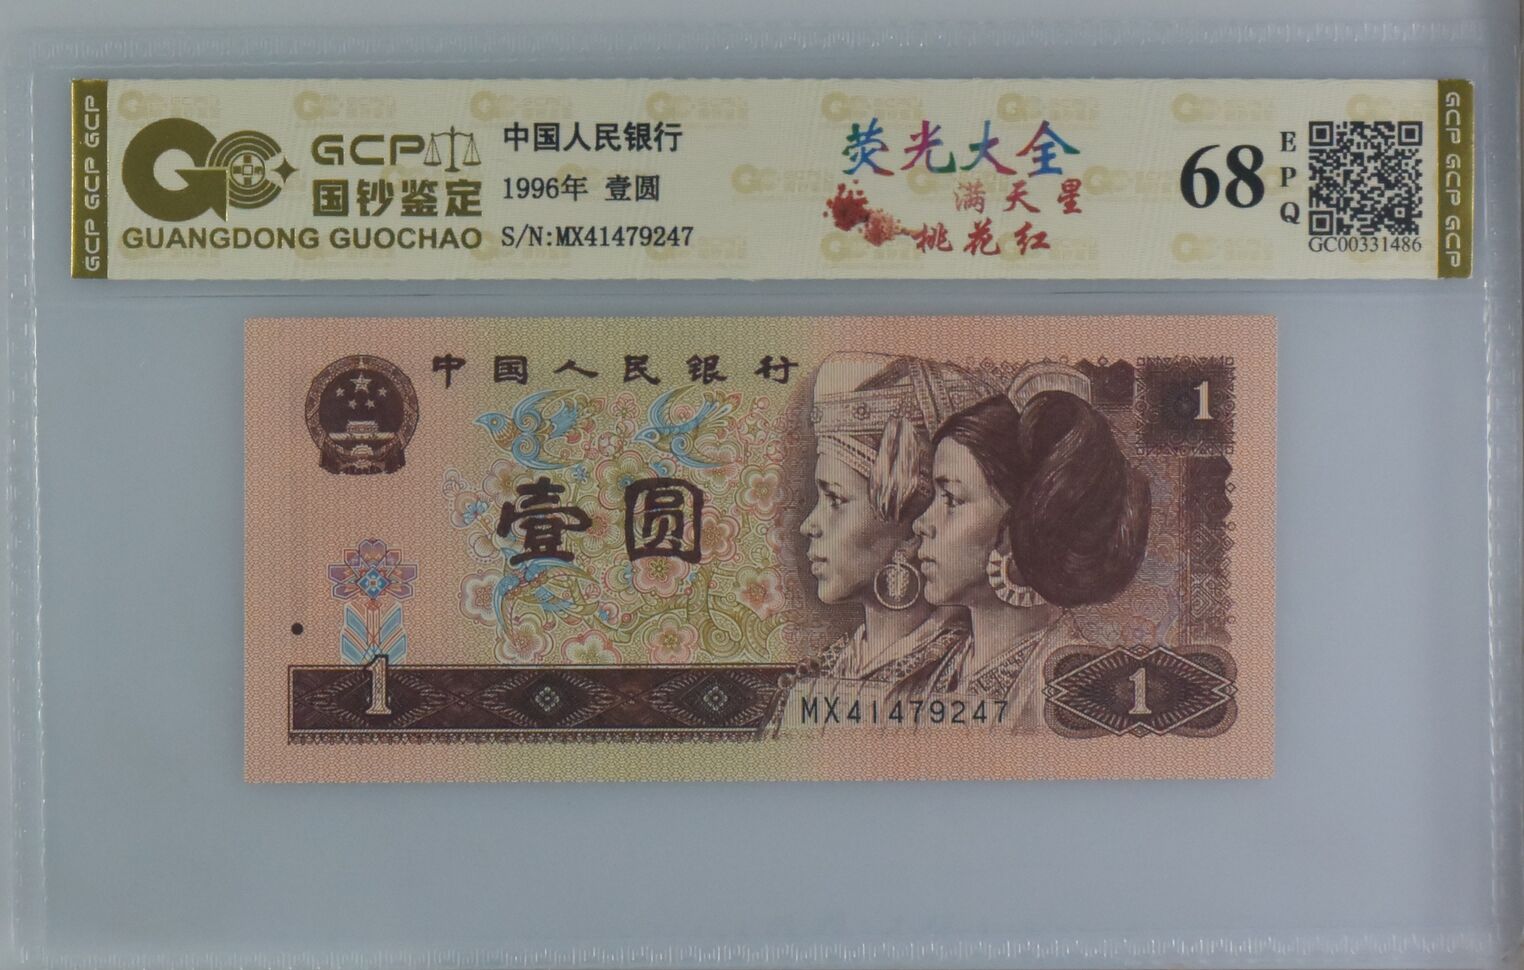 GCP GCP GCP
GCP
国钞鉴定
GUANGDONG GUOCHAO
中国人民银行
1996年 壹圆
S/N:MX41479247
荧光大全
满天星
桃花红
68
EPQ
GC00331486
GCP GCP GCP
中国人民银行
1
壹圆
1
MX41479247
1